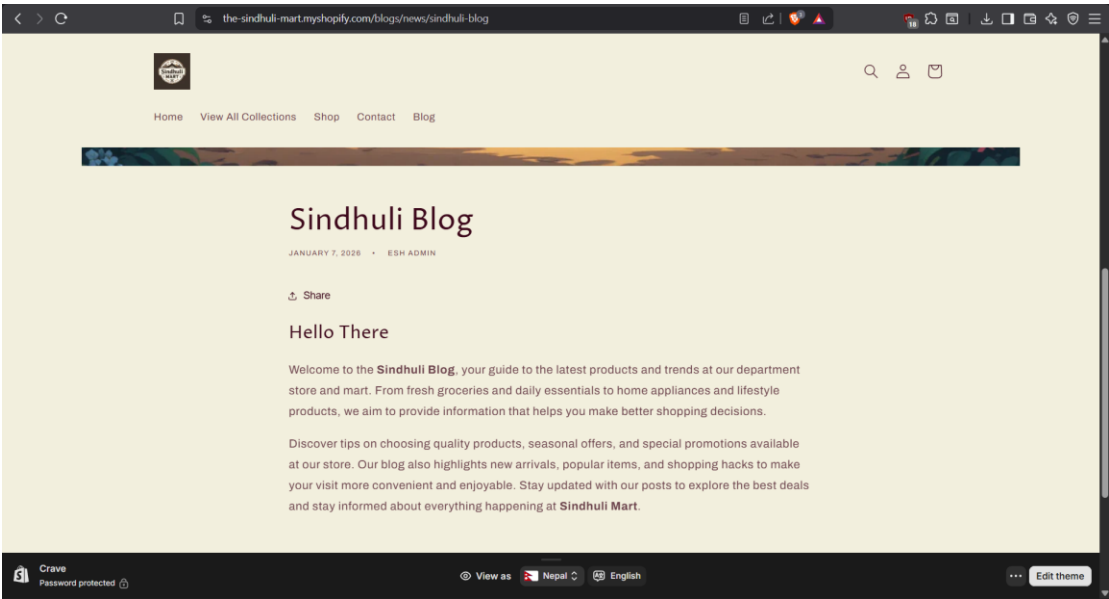 the-sindhuli-mart.myshopify.com/blogs/news/sindhuli-blog
18
Sindhuli
MART
Home View All Collections Shop Contact Blog
Sindhuli Blog
JANUARY 7, 2026 • ESH ADMIN
Share
Hello There
Welcome to the Sindhuli Blog, your guide to the latest products and trends at our department
store and mart. From fresh groceries and daily essentials to home appliances and lifestyle
products, we aim to provide information that helps you make better shopping decisions.
Discover tips on choosing quality products, seasonal offers, and special promotions available
at our store. Our blog also highlights new arrivals, popular items, and shopping hacks to make
your visit more convenient and enjoyable. Stay updated with our posts to explore the best deals
and stay informed about everything happening at Sindhuli Mart.
Crave
Password protected
View as Nepal English
Edit theme